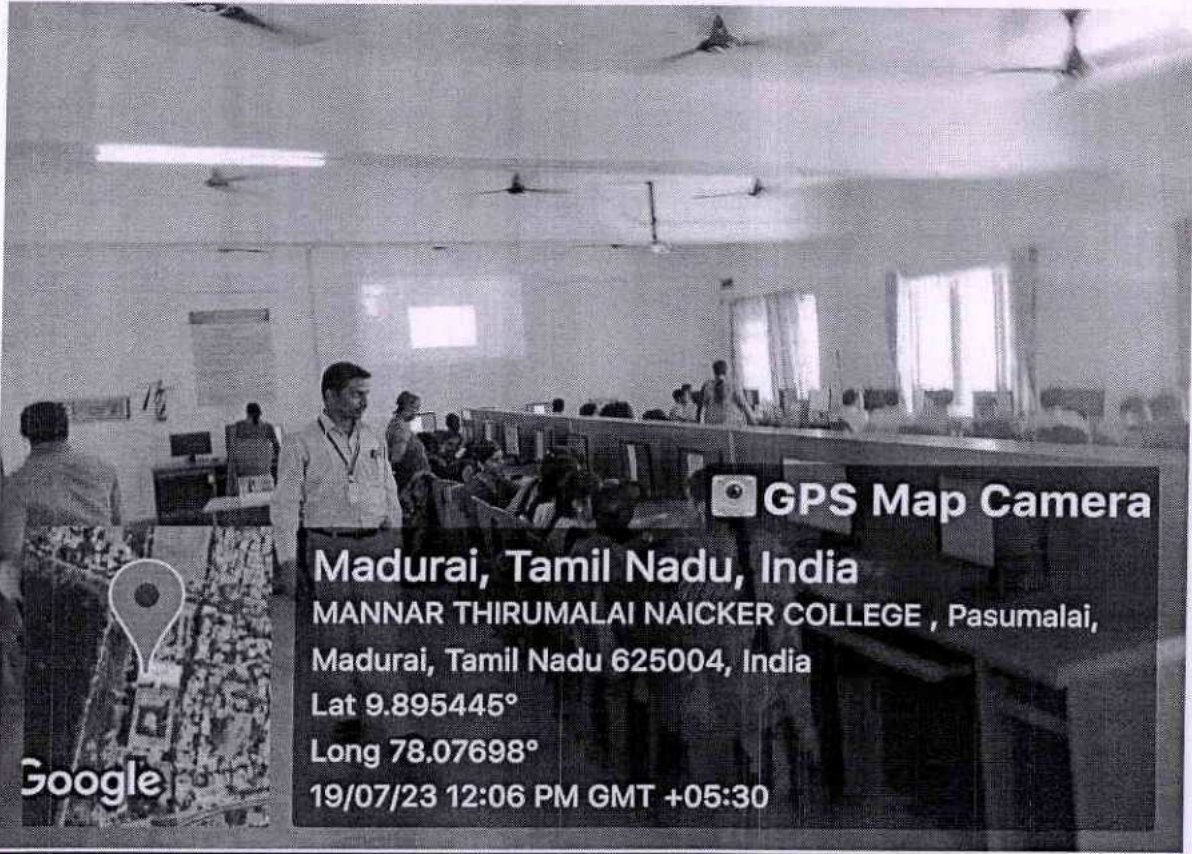 GPS Map Camera
Madurai, Tamil Nadu, India
MANNAR THIRUMALAI NAICKER COLLEGE , Pasumalai,
Madurai, Tamil Nadu 625004, India
Lat 9.895445°
Long 78.07698°
19/07/23 12:06 PM GMT +05:30
Google